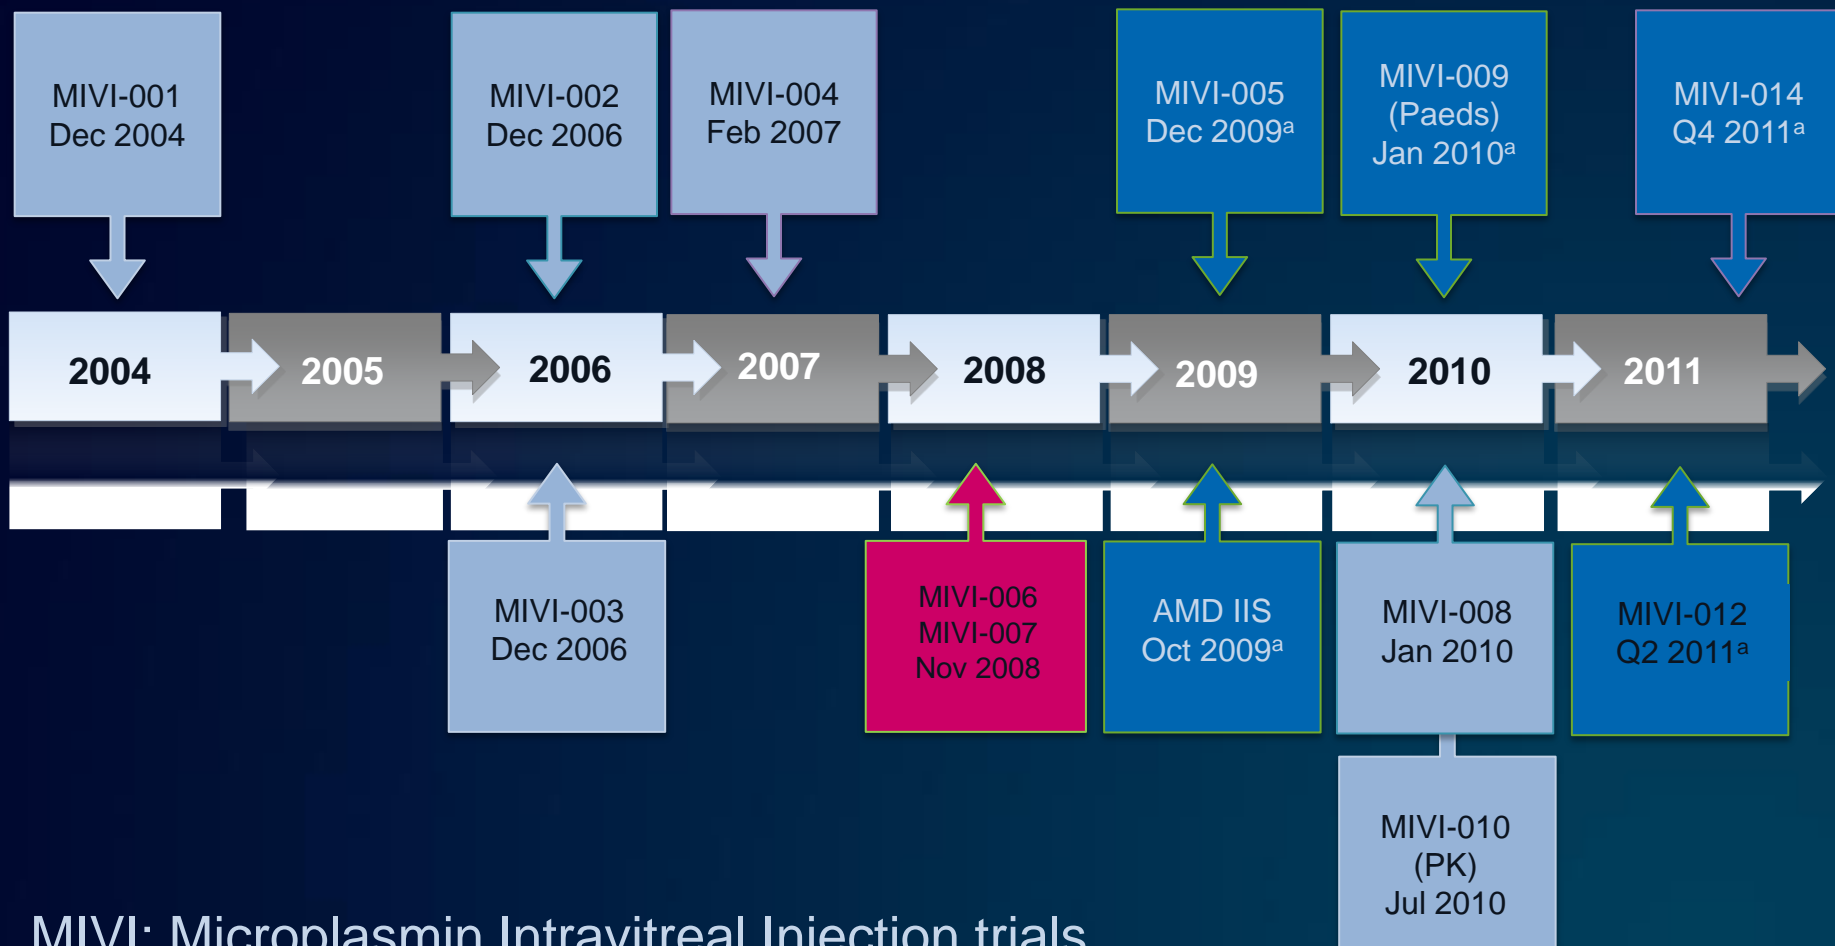 MIVI-001
Dec 2004
MIVI-002
Dec 2006
MIVI-004
Feb 2007
MIVI-005
Dec 2009ᵃ
MIVI-009
(Paeds)
Jan 2010ᵃ
MIVI-014
Q4 2011ᵃ
2004
2005
2006
2007
2008
2009
2010
2011
MIVI-003
Dec 2006
MIVI-006
MIVI-007
Nov 2008
AMD IIS
Oct 2009ᵃ
MIVI-008
Jan 2010
MIVI-012
Q2 2011ᵃ
MIVI-010
(PK)
Jul 2010
MIVI: Microplasmin Intravitreal Injection trials